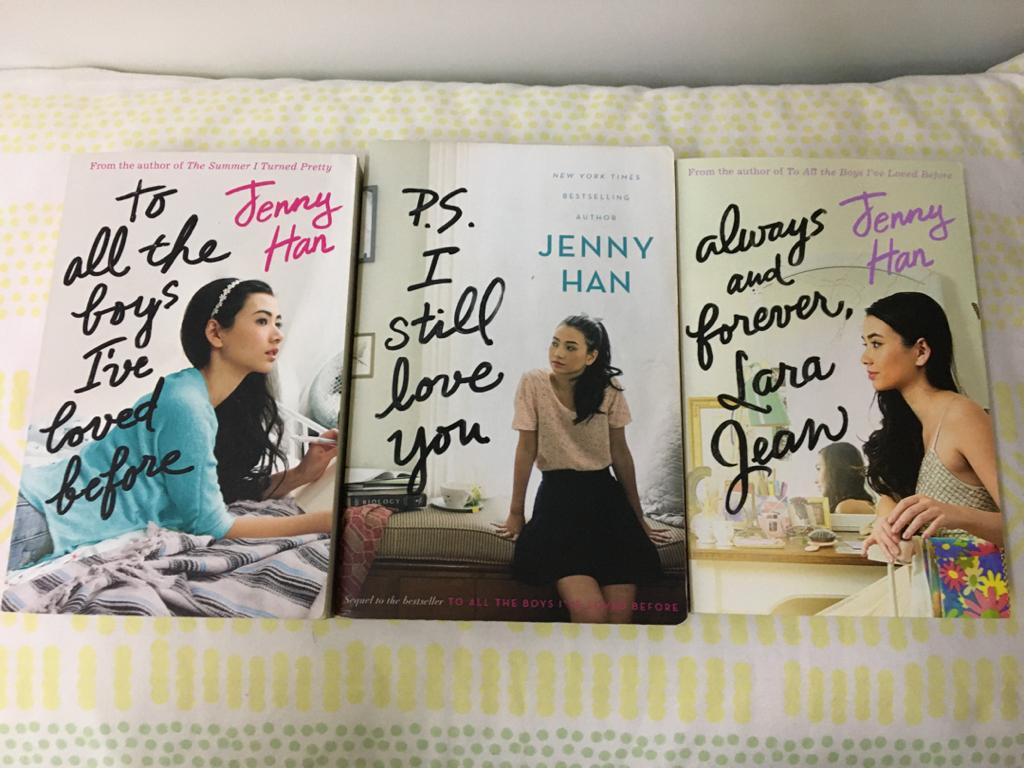 From the author of The Summer I Turned Pretty
to
all the
boys
I've
loved
before
Jenny
Han
P.S.
I
still
love
you
NEW YORK TIMES
BESTSELLING
AUTHOR
JENNY
HAN
BIOLOGY
Sequel to the bestseller TO ALL THE BOYS I'VE LOVED BEFORE
From the author of To All the Boys I've Loved Before
always
and
forever,
Lara
Jean
Jenny
Han